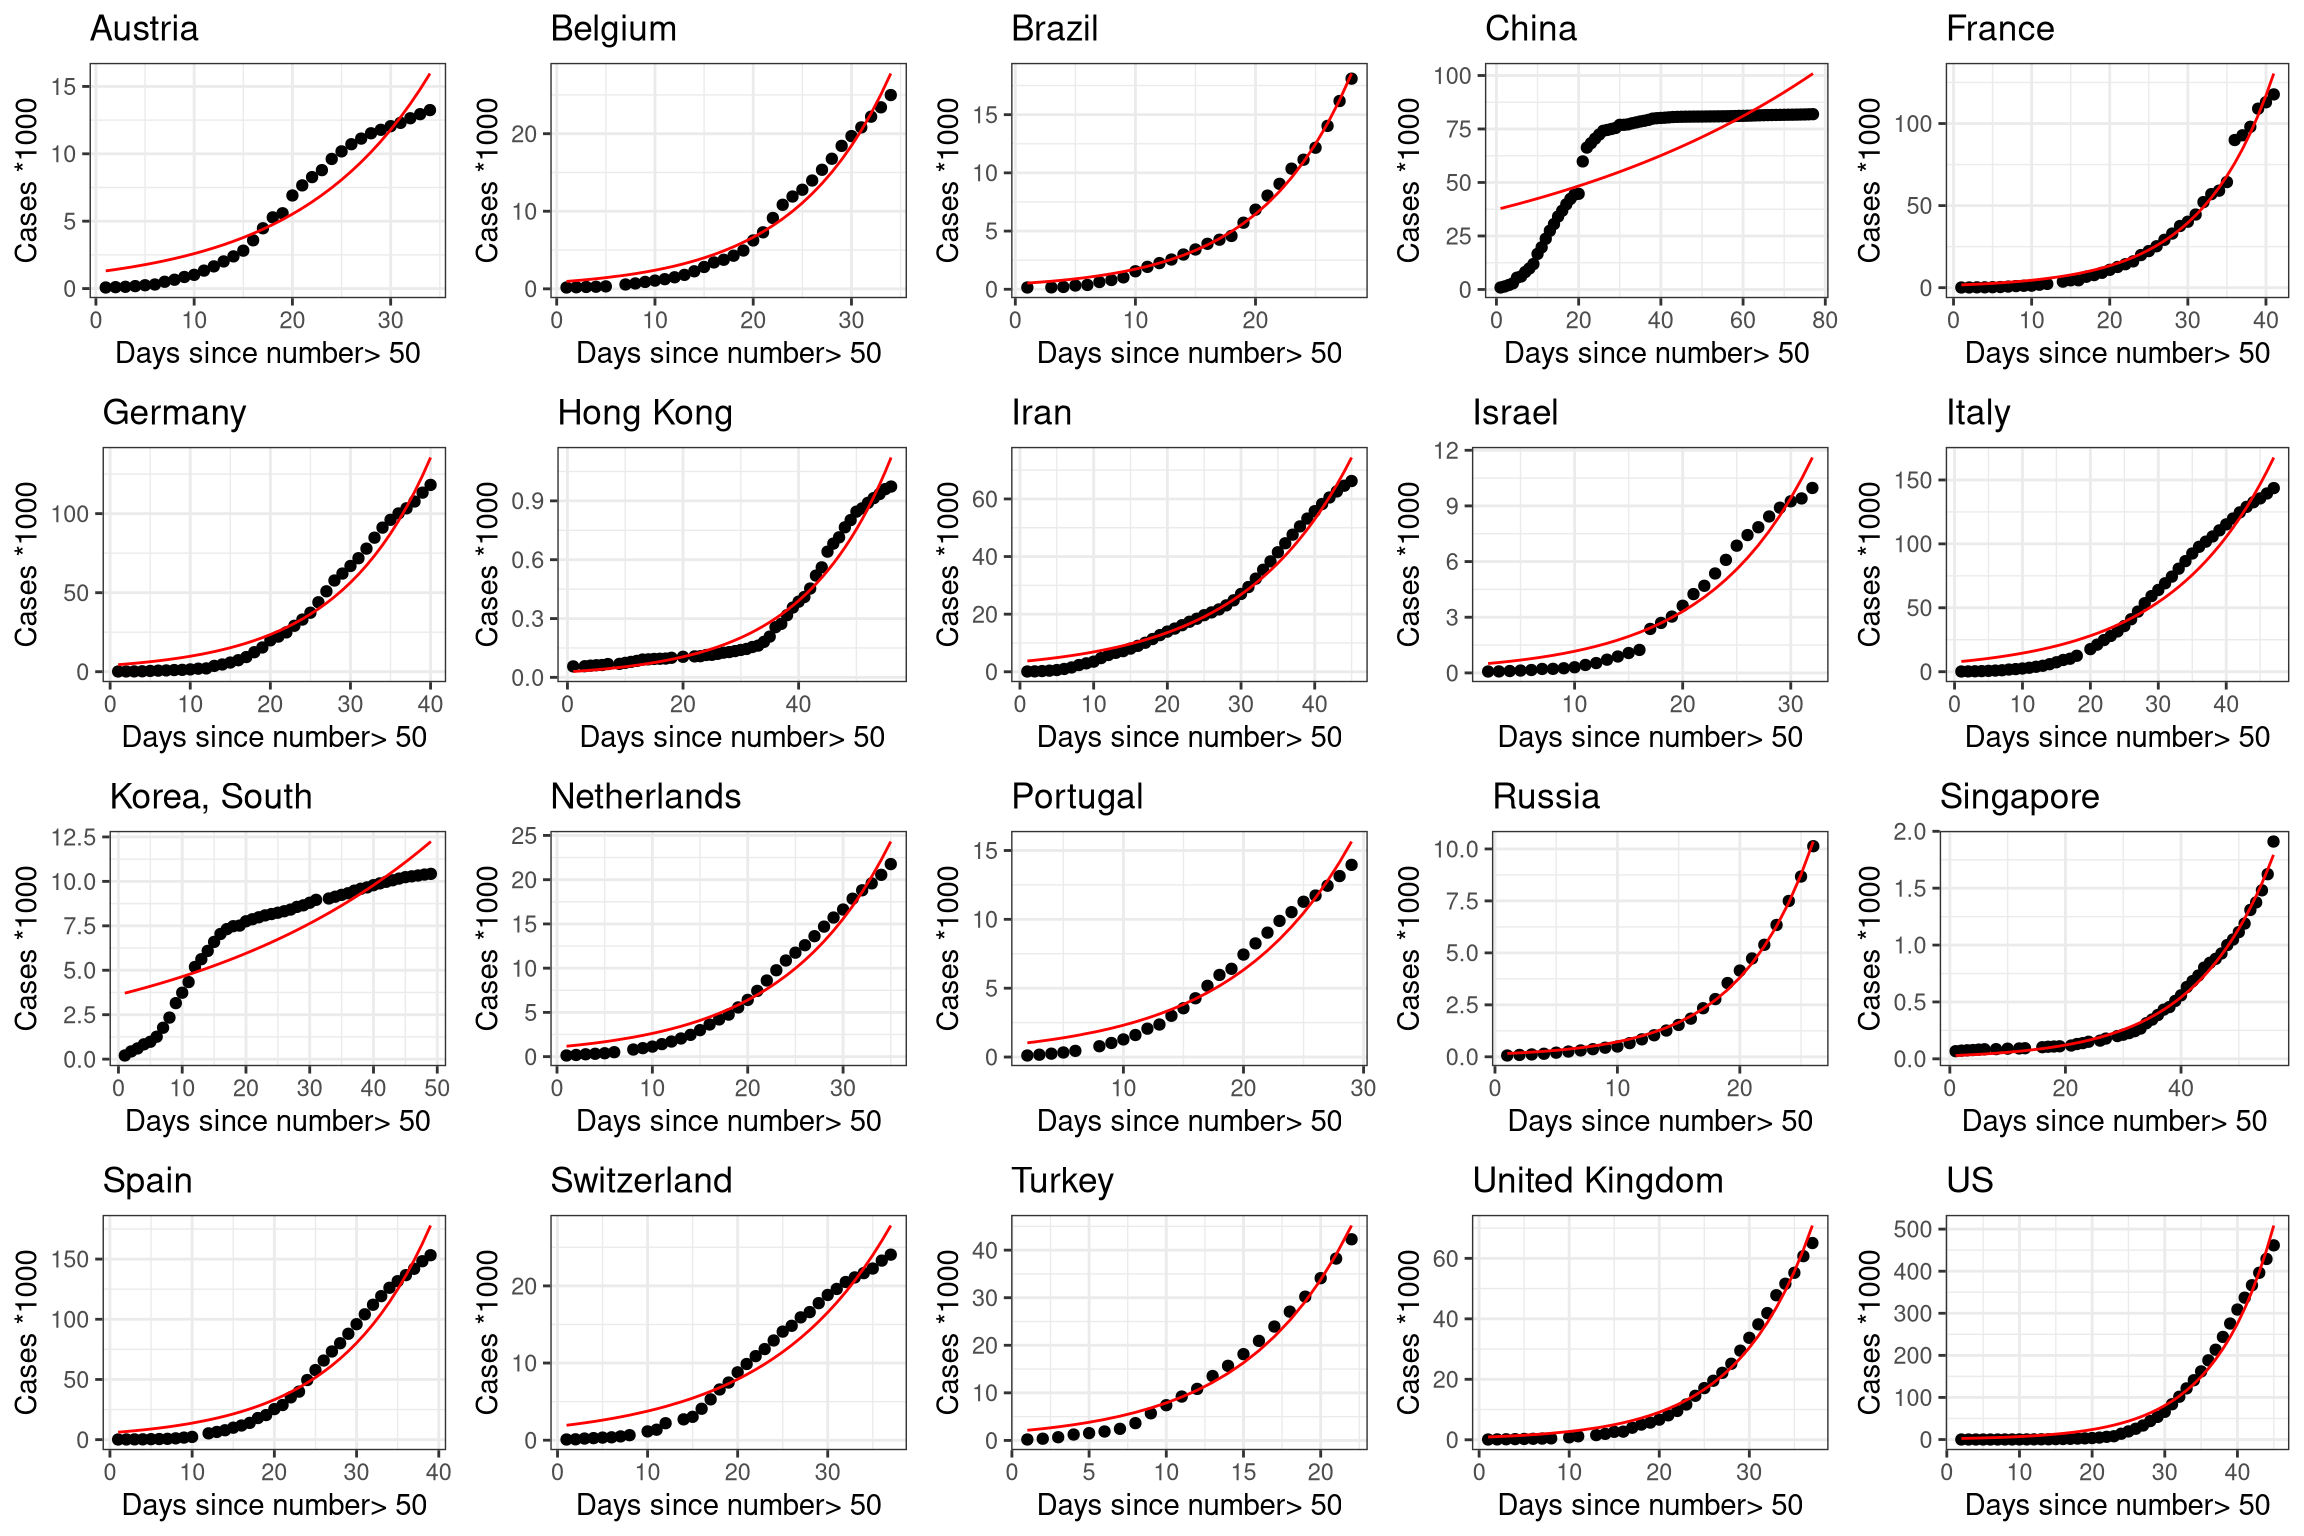 Austria
Belgium
Brazil
China
France
Cases *1000
15
10
5
0
0 10 20 30
Days since number> 50
Cases *1000
20
10
0
0 10 20 30
Days since number> 50
Cases *1000
15
10
5
0
0 10 20
Days since number> 50
Cases *1000
100
75
50
25
0
0 20 40 60 80
Days since number> 50
Cases *1000
100
50
0
0 10 20 30 40
Days since number> 50
Germany
Hong Kong
Iran
Israel
Italy
Cases *1000
100
50
0
0 10 20 30 40
Days since number> 50
Cases *1000
0.9
0.6
0.3
0.0
0 20 40
Days since number> 50
Cases *1000
60
40
20
0
0 10 20 30 40
Days since number> 50
Cases *1000
12
9
6
3
0
10 20 30
Days since number> 50
Cases *1000
150
100
50
0
0 10 20 30 40
Days since number> 50
Korea, South
Netherlands
Portugal
Russia
Singapore
Cases *1000
12.5
10.0
7.5
5.0
2.5
0.0
0 10 20 30 40 50
Days since number> 50
Cases *1000
25
20
15
10
5
0
0 10 20 30
Days since number> 50
Cases *1000
15
10
5
0
10 20 30
Days since number> 50
Cases *1000
10.0
7.5
5.0
2.5
0.0
0 10 20
Days since number> 50
Cases *1000
2.0
1.5
1.0
0.5
0.0
0 20 40
Days since number> 50
Spain
Switzerland
Turkey
United Kingdom
US
Cases *1000
150
100
50
0
0 10 20 30 40
Days since number> 50
Cases *1000
20
10
0
0 10 20 30
Days since number> 50
Cases *1000
40
30
20
10
0
0 5 10 15 20
Days since number> 50
Cases *1000
60
40
20
0
0 10 20 30
Days since number> 50
Cases *1000
500
400
300
200
100
0
0 10 20 30 40
Days since number> 50